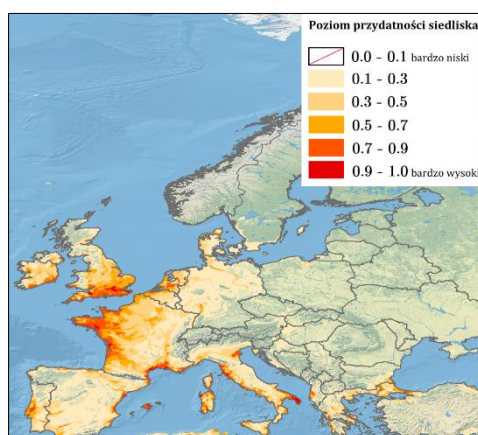 Poziom przydatności siedliska
0.0 - 0.1 bardzo niski
0.1 - 0.3
0.3 - 0.5
0.5 - 0.7
0.7 - 0.9
0.9 - 1.0 bardzo wysoki